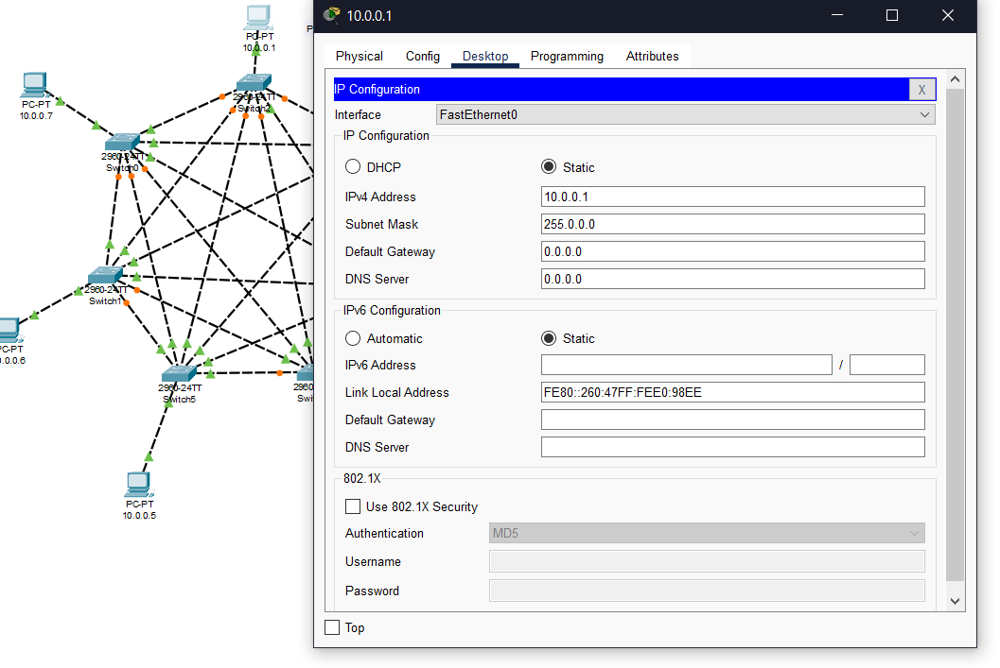 PC-PT
10.0.0.1
P
2960-24TT
Switch2
PC-PT
10.0.0.7
2960-24TT
Switch0
2960-24TT
Switch1
PC-PT
.0.0.6
2960-24TT
Switch5
2960
Swi
PC-PT
10.0.0.5
10.0.0.1
Physical Config Desktop Programming Attributes
IP Configuration X
Interface FastEthernet0
IP Configuration
DHCP Static
IPv4 Address 10.0.0.1
Subnet Mask 255.0.0.0
Default Gateway 0.0.0.0
DNS Server 0.0.0.0
IPv6 Configuration
Automatic Static
IPv6 Address /
Link Local Address FE80::260:47FF:FEE0:98EE
Default Gateway
DNS Server
802.1X
Use 802.1X Security
Authentication MD5
Username
Password
Top